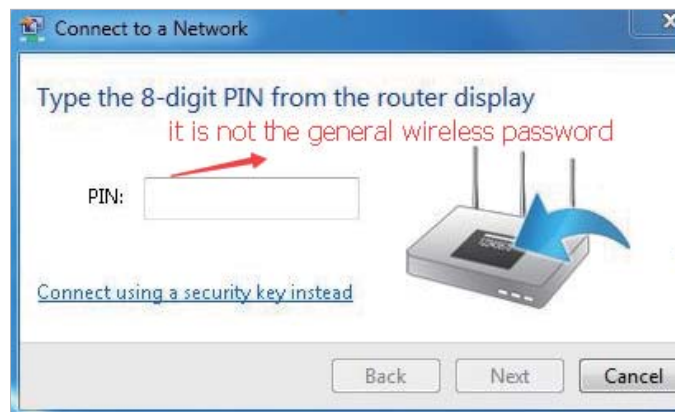 Connect to a Network
Type the 8-digit PIN from the router display
it is not the general wireless password
PIN:
Connect using a security key instead
Back
Next
Cancel